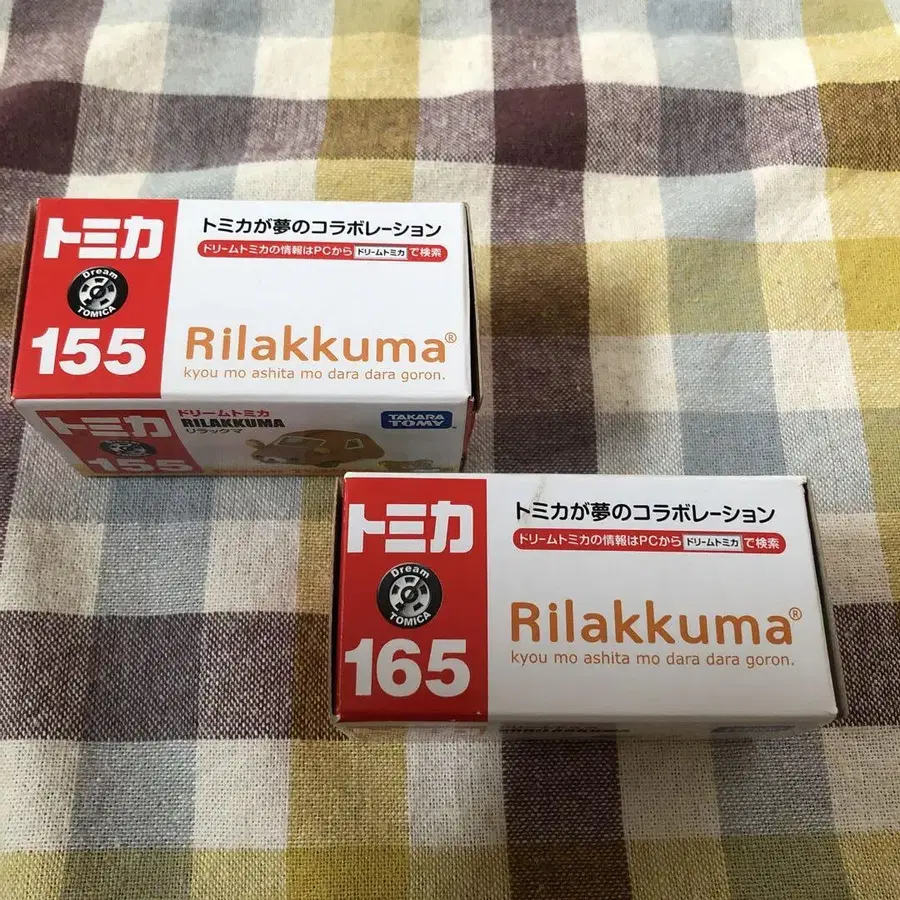 トミカ
Dream
TOMICA
155
トミカが夢のコラボレーション
ドリームトミカの情報はPCから ドリームトミカ で検索
Rilakkuma®
kyou mo ashita mo dara dara goron.
トミカ
155
ドリームトミカ
RILAKKUMA
リラックマ
TAKARA
TOMY
トミカ
Dream
TOMICA
165
トミカが夢のコラボレーション
ドリームトミカの情報はPCから ドリームトミカ で検索
Rilakkuma®
kyou mo ashita mo dara dara goron.